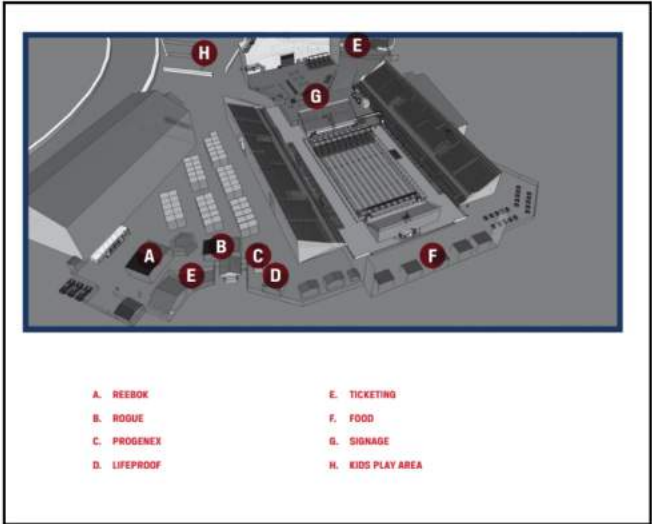 H
E
G
A
B
C
E
D
F
A. REEBOK
B. ROGUE
C. PROGENEX
D. LIFEPROOF
E. TICKETING
F. FOOD
G. SIGNAGE
H. KIDS PLAY AREA